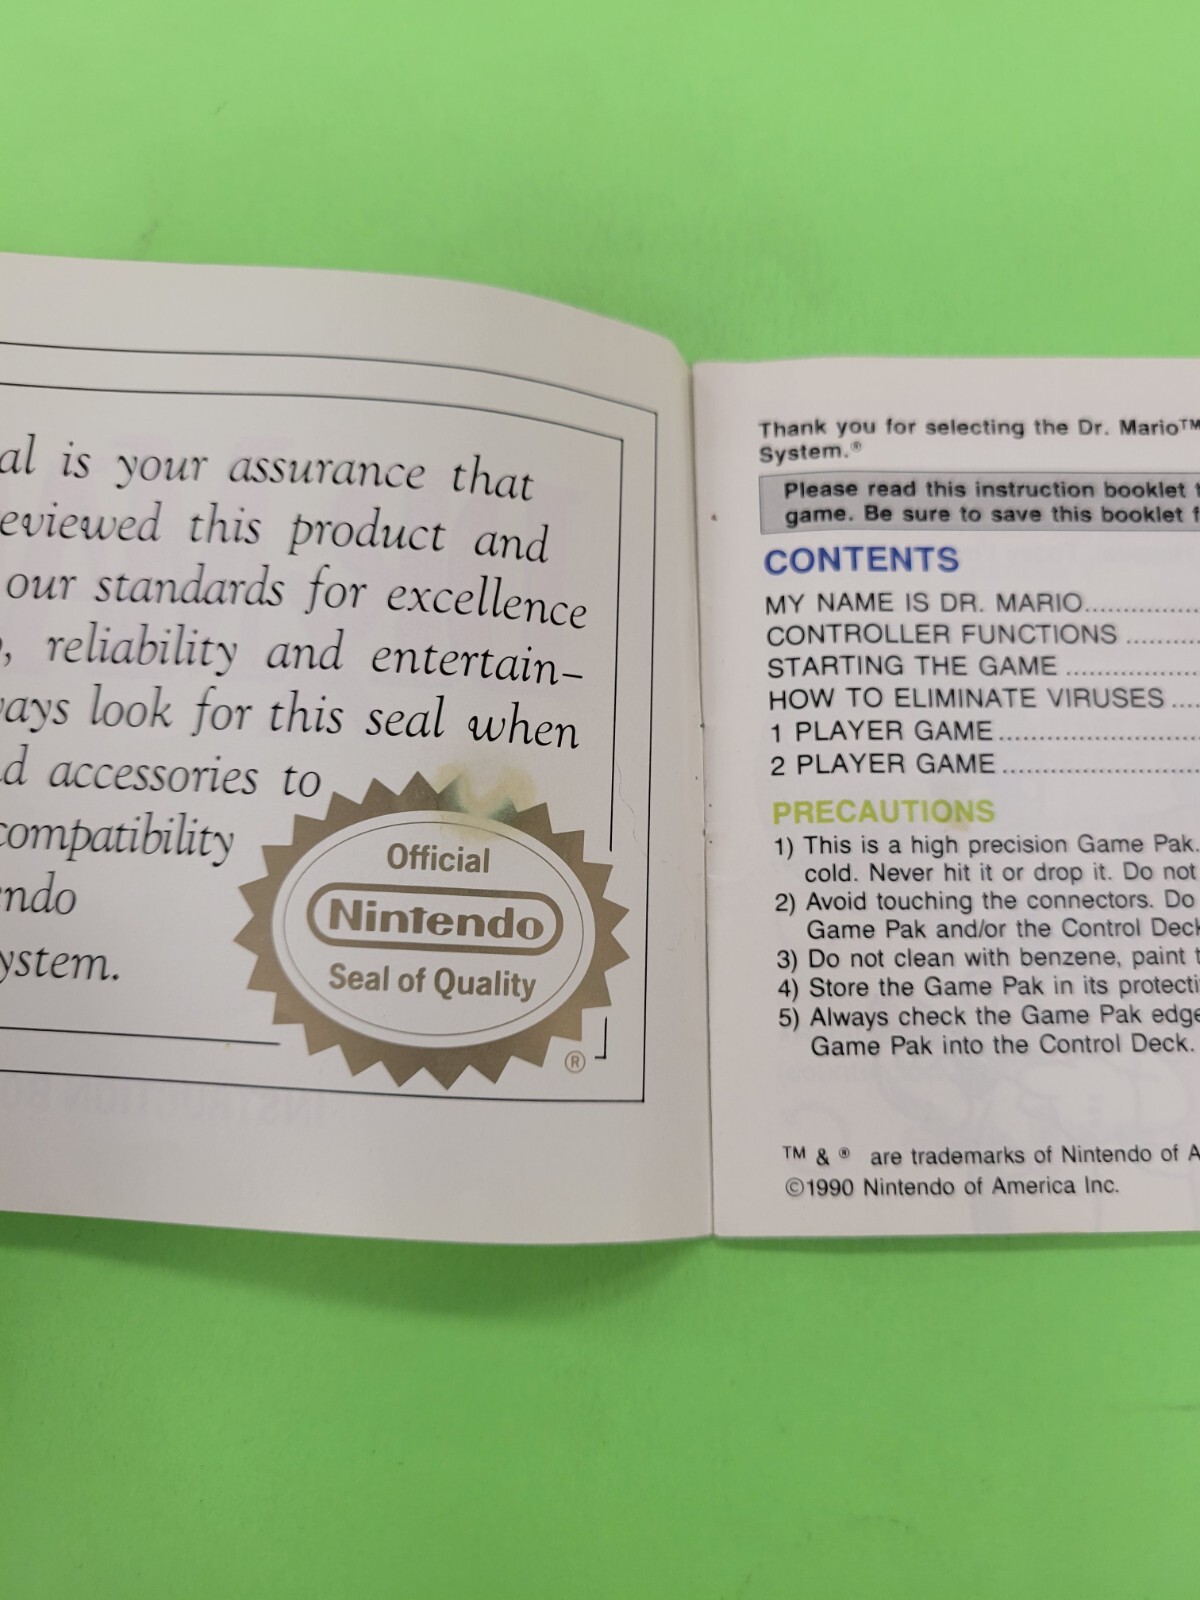 is your assurance that
this product and
our standards for excellence
reliability and entertain–
look for this seal when
accessories to
compatibility
Official
Nintendo
Seal of Quality
®
Thank you for selecting the Dr. Mario™
System.®
Please read this instruction booklet
game. Be sure to save this booklet
CONTENTS
MY NAME IS DR. MARIO
CONTROLLER FUNCTIONS
STARTING THE GAME
HOW TO ELIMINATE VIRUSES
1 PLAYER GAME
2 PLAYER GAME
PRECAUTIONS
1) This is a high precision Game Pak.
cold. Never hit it or drop it. Do not
2) Avoid touching the connectors. Do
Game Pak and/or the Control Deck
3) Do not clean with benzene, paint
4) Store the Game Pak in its
5) Always check the Game Pak edge
Game Pak into the Control Deck.
TM & ® are trademarks of Nintendo of
©1990 Nintendo of America Inc.